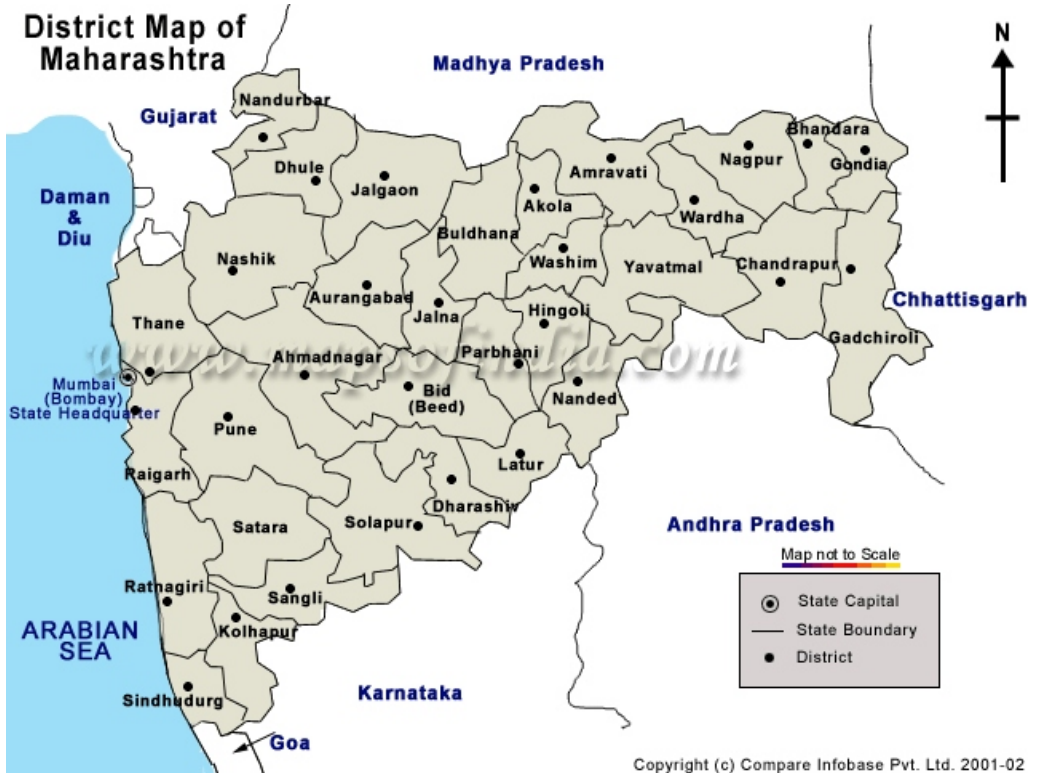 District Map of
Maharashtra
N
Madhya Pradesh
Gujarat
Nandurbar
Bhandara
Nagpur
Gondia
Dhule
Jalgaon
Amravati
Daman
&
Diu
Akola
Wardha
Buldhana
Nashik
Washim
Yavatmal
Chandrapur
Aurangabad
Chhattisgarh
Jalna
Hingoli
Thane
Gadchiroli
www.mapsofindia.com
Ahmadnagar
Parbhani
Mumbai
(Bombay)
State Headquarter
Bid
(Beed)
Nanded
Pune
Latur
Raigarh
Dharashiv
Satara
Solapur
Andhra Pradesh
Map not to Scale
Ratnagiri
Sangli
State Capital
ARABIAN
SEA
Kolhapur
State Boundary
District
Karnataka
Sindhudurg
Goa
Copyright (c) Compare Infobase Pvt. Ltd. 2001-02